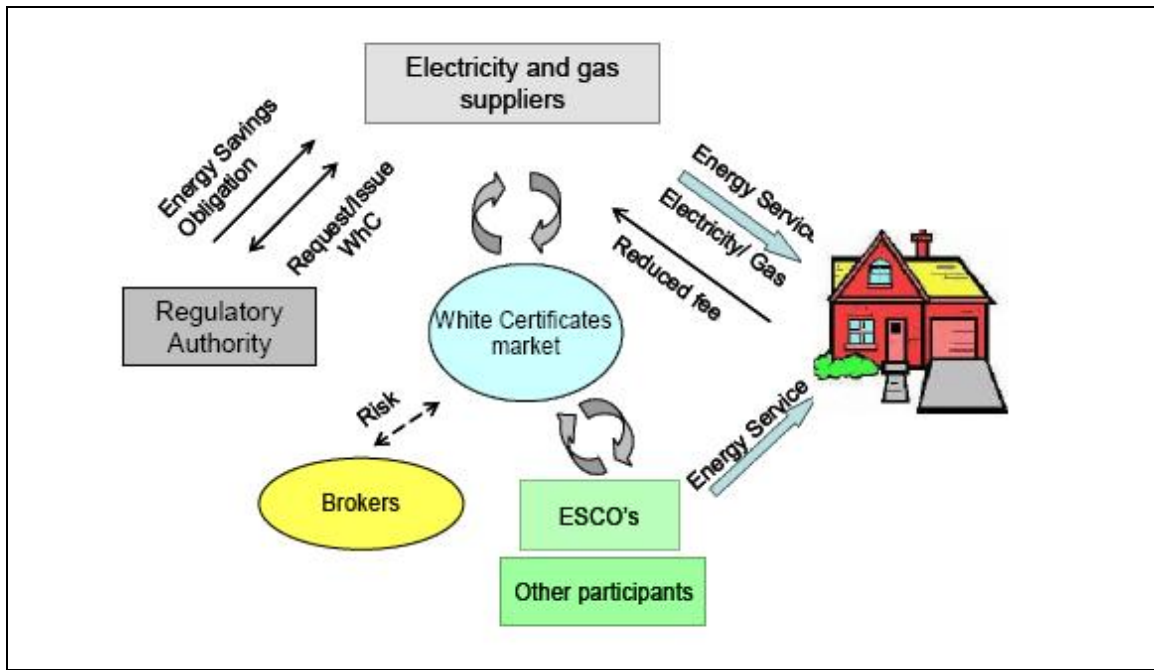 Electricity and gas
suppliers
Energy Savings
Obligation
Request/Issue
WhC
Energy Service
Electricity/ Gas
Reduced fee
Regulatory
Authority
White Certificates
market
Risk
Brokers
Energy Service
ESCO's
Other participants